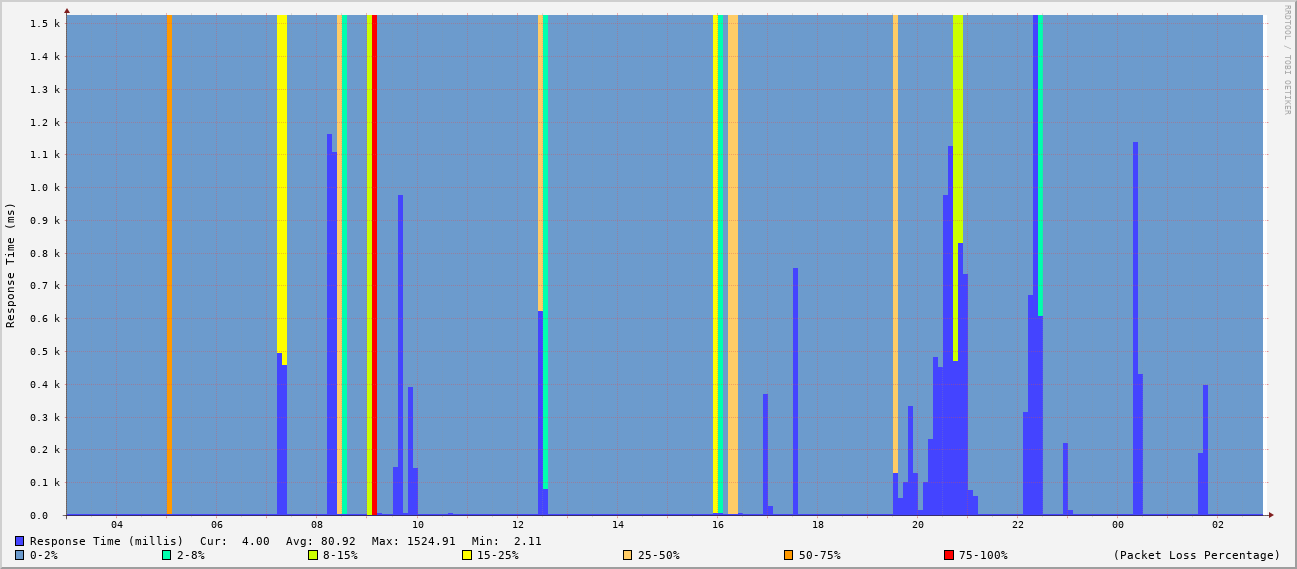 RRDTOOL / TOBI OETIKER
Response Time (ms)
1.5 k
1.4 k
1.3 k
1.2 k
1.1 k
1.0 k
0.9 k
0.8 k
0.7 k
0.6 k
0.5 k
0.4 k
0.3 k
0.2 k
0.1 k
0.0
04 06 08 10 12 14 16 18 20 22 00 02
Response Time (millis) Cur: 4.00 Avg: 80.92 Max: 1524.91 Min: 2.11
0-2% 2-8% 8-15% 15-25% 25-50% 50-75% 75-100% (Packet Loss Percentage)